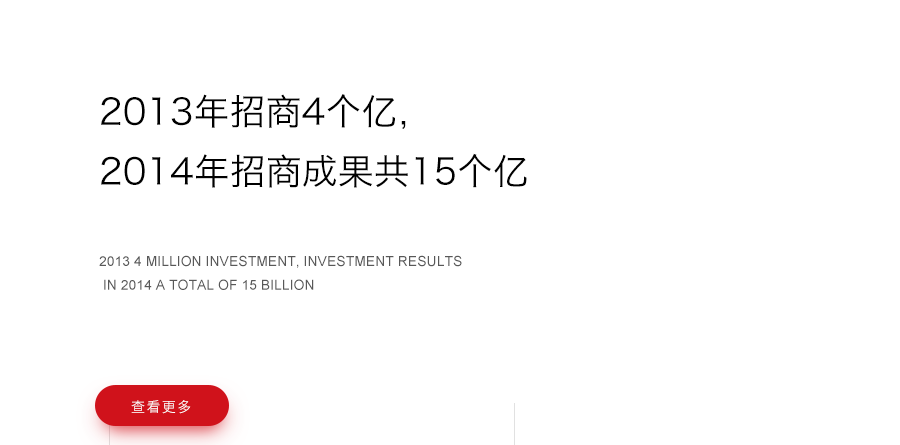 2013年招商4个亿,
2014年招商成果共15个亿
2013 4 MILLION INVESTMENT, INVESTMENT RESULTS
IN 2014 A TOTAL OF 15 BILLION
查看更多